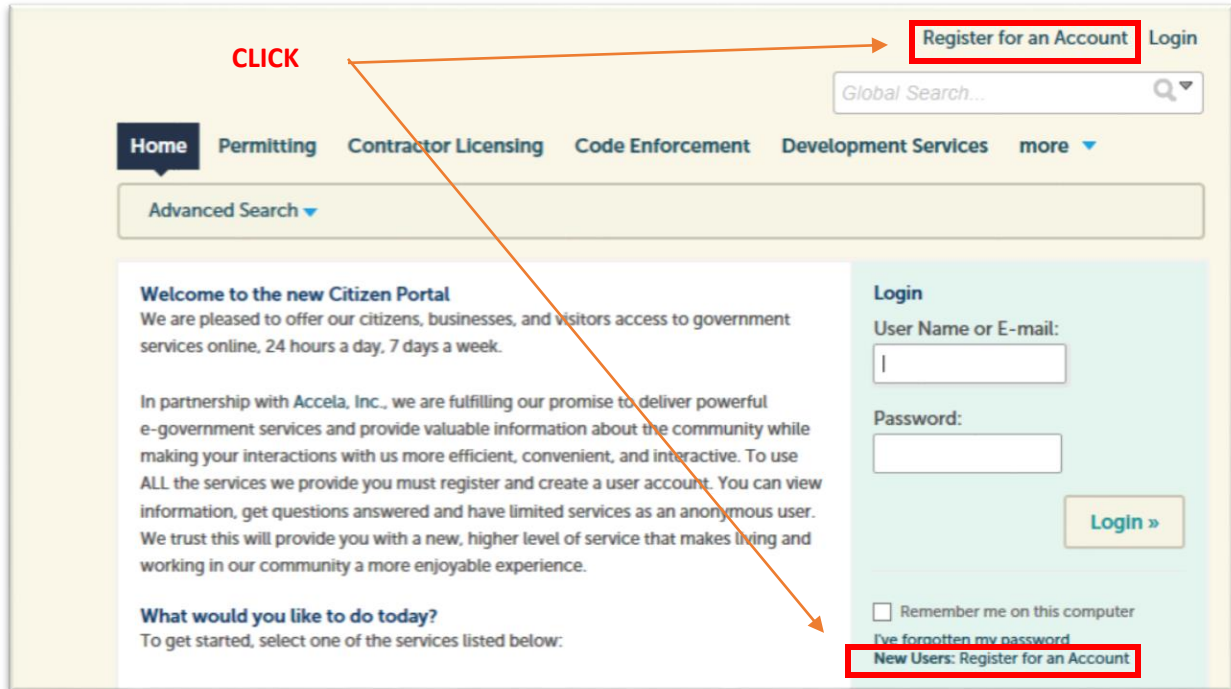 Register for an Account Login
CLICK
Global Search...
Home Permitting Contractor Licensing Code Enforcement Development Services more
Advanced Search
Welcome to the new Citizen Portal
We are pleased to offer our citizens, businesses, and visitors access to government
services online, 24 hours a day, 7 days a week.
In partnership with Accela, Inc., we are fulfilling our promise to deliver powerful
e-government services and provide valuable information about the community while
making your interactions with us more efficient, convenient, and interactive. To use
ALL the services we provide you must register and create a user account. You can view
information, get questions answered and have limited services as an anonymous user.
We trust this will provide you with a new, higher level of service that makes living and
working in our community a more enjoyable experience.
What would you like to do today?
To get started, select one of the services listed below:
Login
User Name or E-mail:
Password:
Login »
Remember me on this computer
I've forgotten my password
New Users: Register for an Account